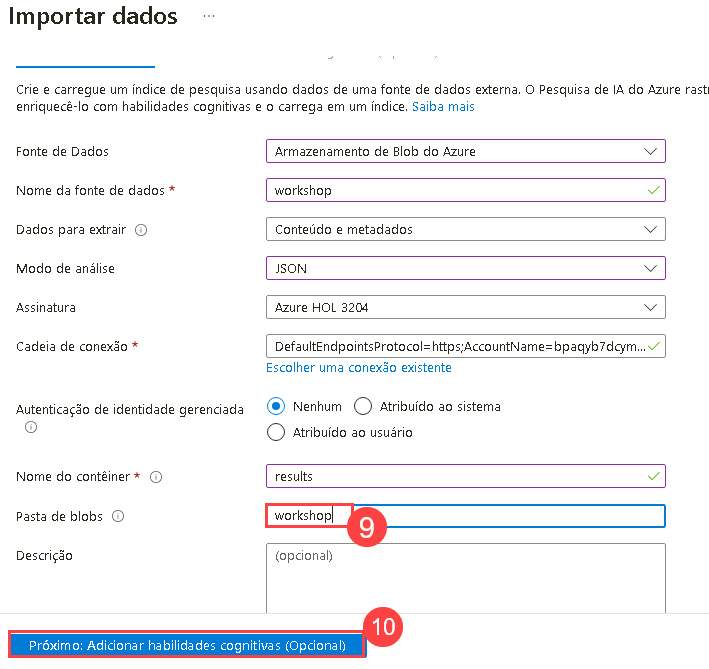 Importar dados ...
Crie e carregue um índice de pesquisa usando dados de uma fonte de dados externa. O Pesquisa de IA do Azure rastr
enriquecê-lo com habilidades cognitivas e o carrega em um índice. Saiba mais
Fonte de Dados Armazenamento de Blob do Azure
Nome da fonte de dados * workshop
Dados para extrair Conteúdo e metadados
Modo de análise JSON
Assinatura Azure HOL 3204
Cadeia de conexão * DefaultEndpointsProtocol=https;AccountName=bpaqyb7dcym...
Escolher uma conexão existente
Autenticação de identidade gerenciada Nenhum Atribuído ao sistema
Atribuído ao usuário
Nome do contêiner * results
Pasta de blobs workshop
9
Descrição (opcional)
10
Próximo: Adicionar habilidades cognitivas (Opcional)